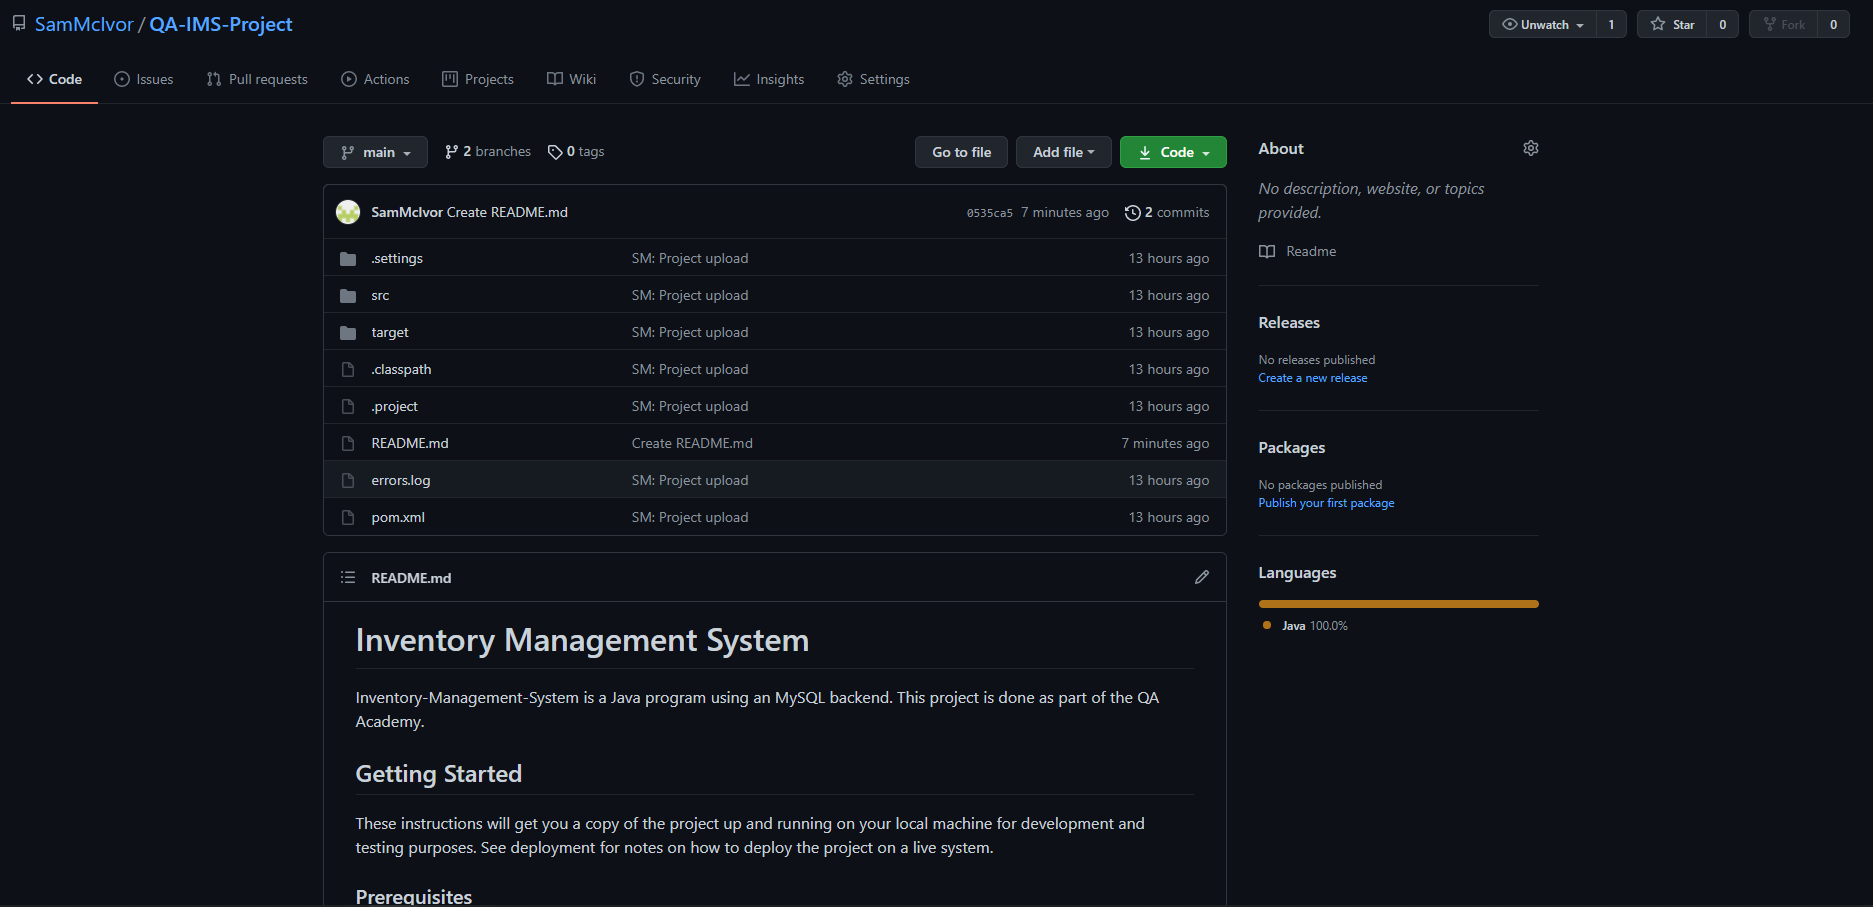 SamMcIvor / QA-IMS-Project
Unwatch 1 Star 0 Fork 0
Code Issues Pull requests Actions Projects Wiki Security Insights Settings
main 2 branches 0 tags Go to file Add file Code
SamMcIvor Create README.md 0535ca5 7 minutes ago 2 commits
.settings SM: Project upload 13 hours ago
src SM: Project upload 13 hours ago
target SM: Project upload 13 hours ago
.classpath SM: Project upload 13 hours ago
.project SM: Project upload 13 hours ago
README.md Create README.md 7 minutes ago
errors.log SM: Project upload 13 hours ago
pom.xml SM: Project upload 13 hours ago
README.md
Inventory Management System
Inventory-Management-System is a Java program using an MySQL backend. This project is done as part of the QA
Academy.
Getting Started
These instructions will get you a copy of the project up and running on your local machine for development and
testing purposes. See deployment for notes on how to deploy the project on a live system.
Prerequisites
About
No description, website, or topics
provided.
Readme
Releases
No releases published
Create a new release
Packages
No packages published
Publish your first package
Languages
Java 100.0%